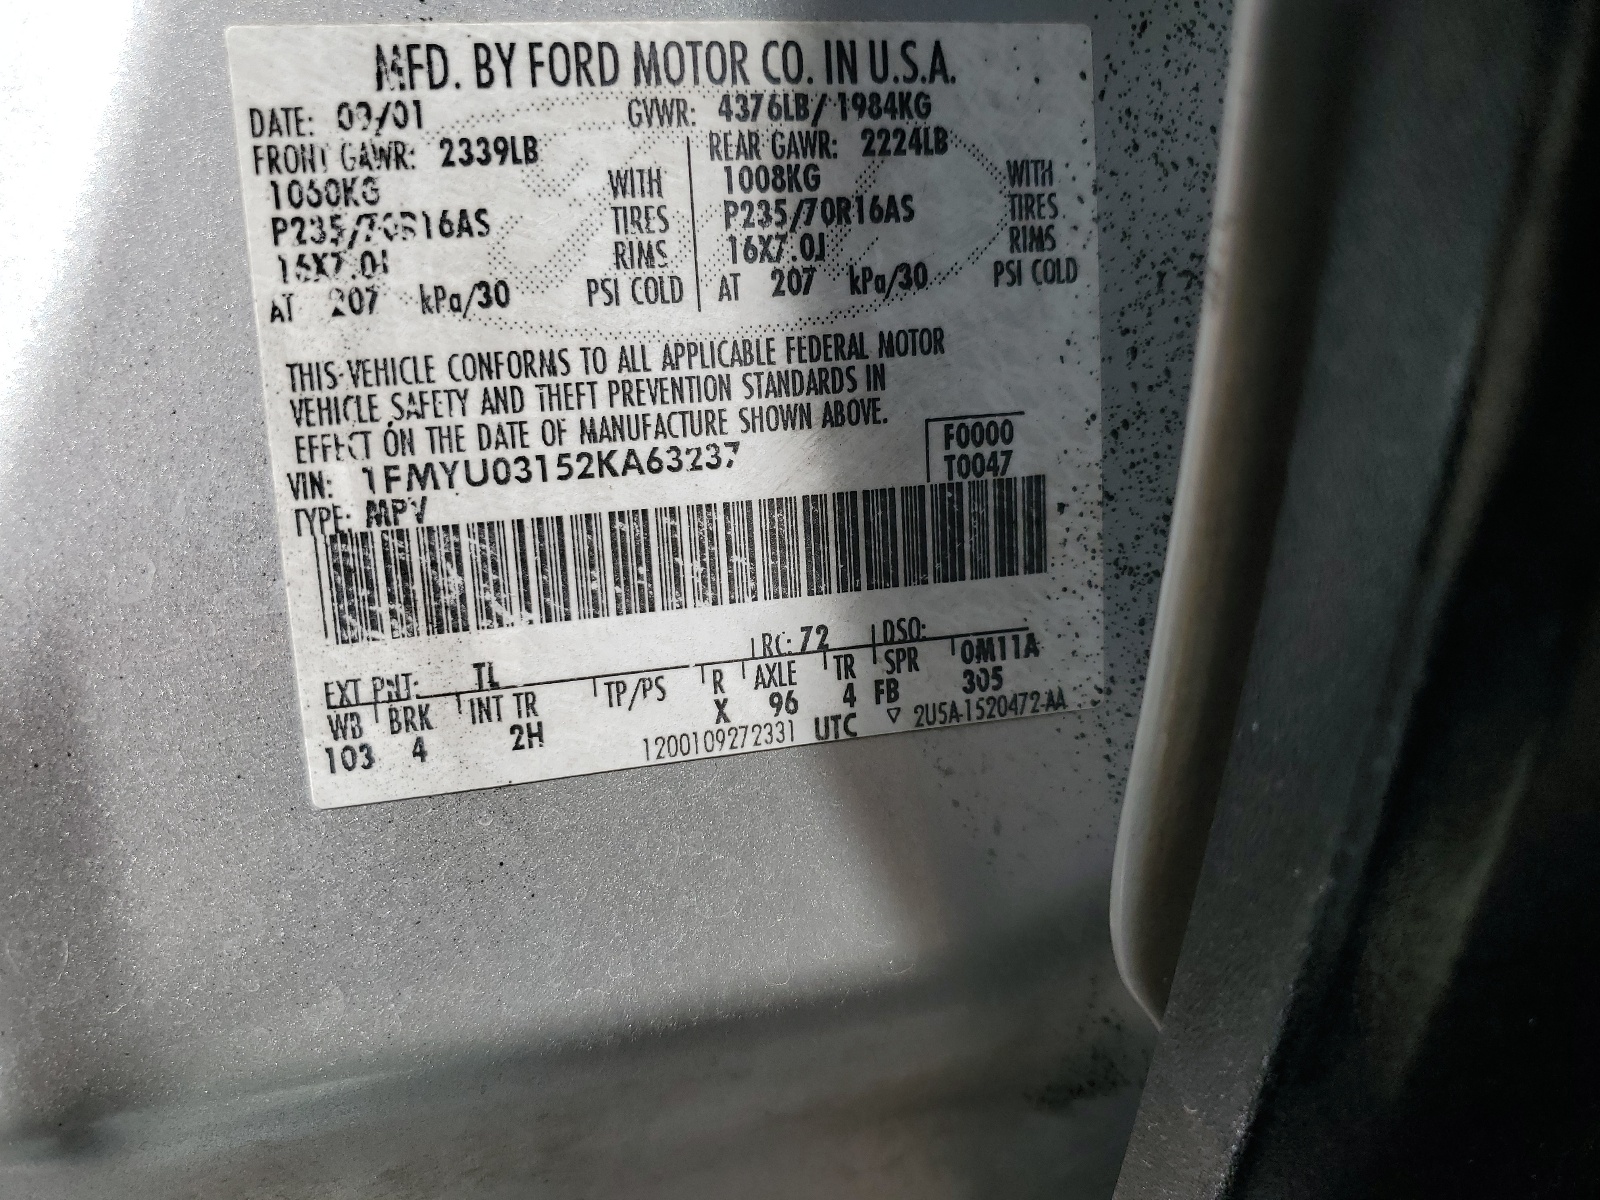 MFD. BY FORD MOTOR CO. IN U.S.A.
DATE: 09/01 GVWR: 4376LB/ 1984KG
FRONT GAWR: 2339LB REAR GAWR: 2224LB
1060KG WITH 1008KG WITH
P235/70R16AS TIRES P235/70R16AS TIRES
16X7.0J RIMS 16X7.0J RIMS
AT 207 kPa/30 PSI COLD AT 207 kPa/30 PSI COLD
THIS VEHICLE CONFORMS TO ALL APPLICABLE FEDERAL MOTOR
VEHICLE SAFETY AND THEFT PREVENTION STANDARDS IN
EFFECT ON THE DATE OF MANUFACTURE SHOWN ABOVE.
F0000
VIN: 1FMYU03152KA63237
T0047
TYPE: MPV
EXT PNT: TL RC: 72 DSO:
WB BRK INT TR TP/PS R AXLE TR SPR 0M11A
103 4 2H X 96 4 FB 305
1200109272331 UTC ▽ 2U5A-1520472-AA